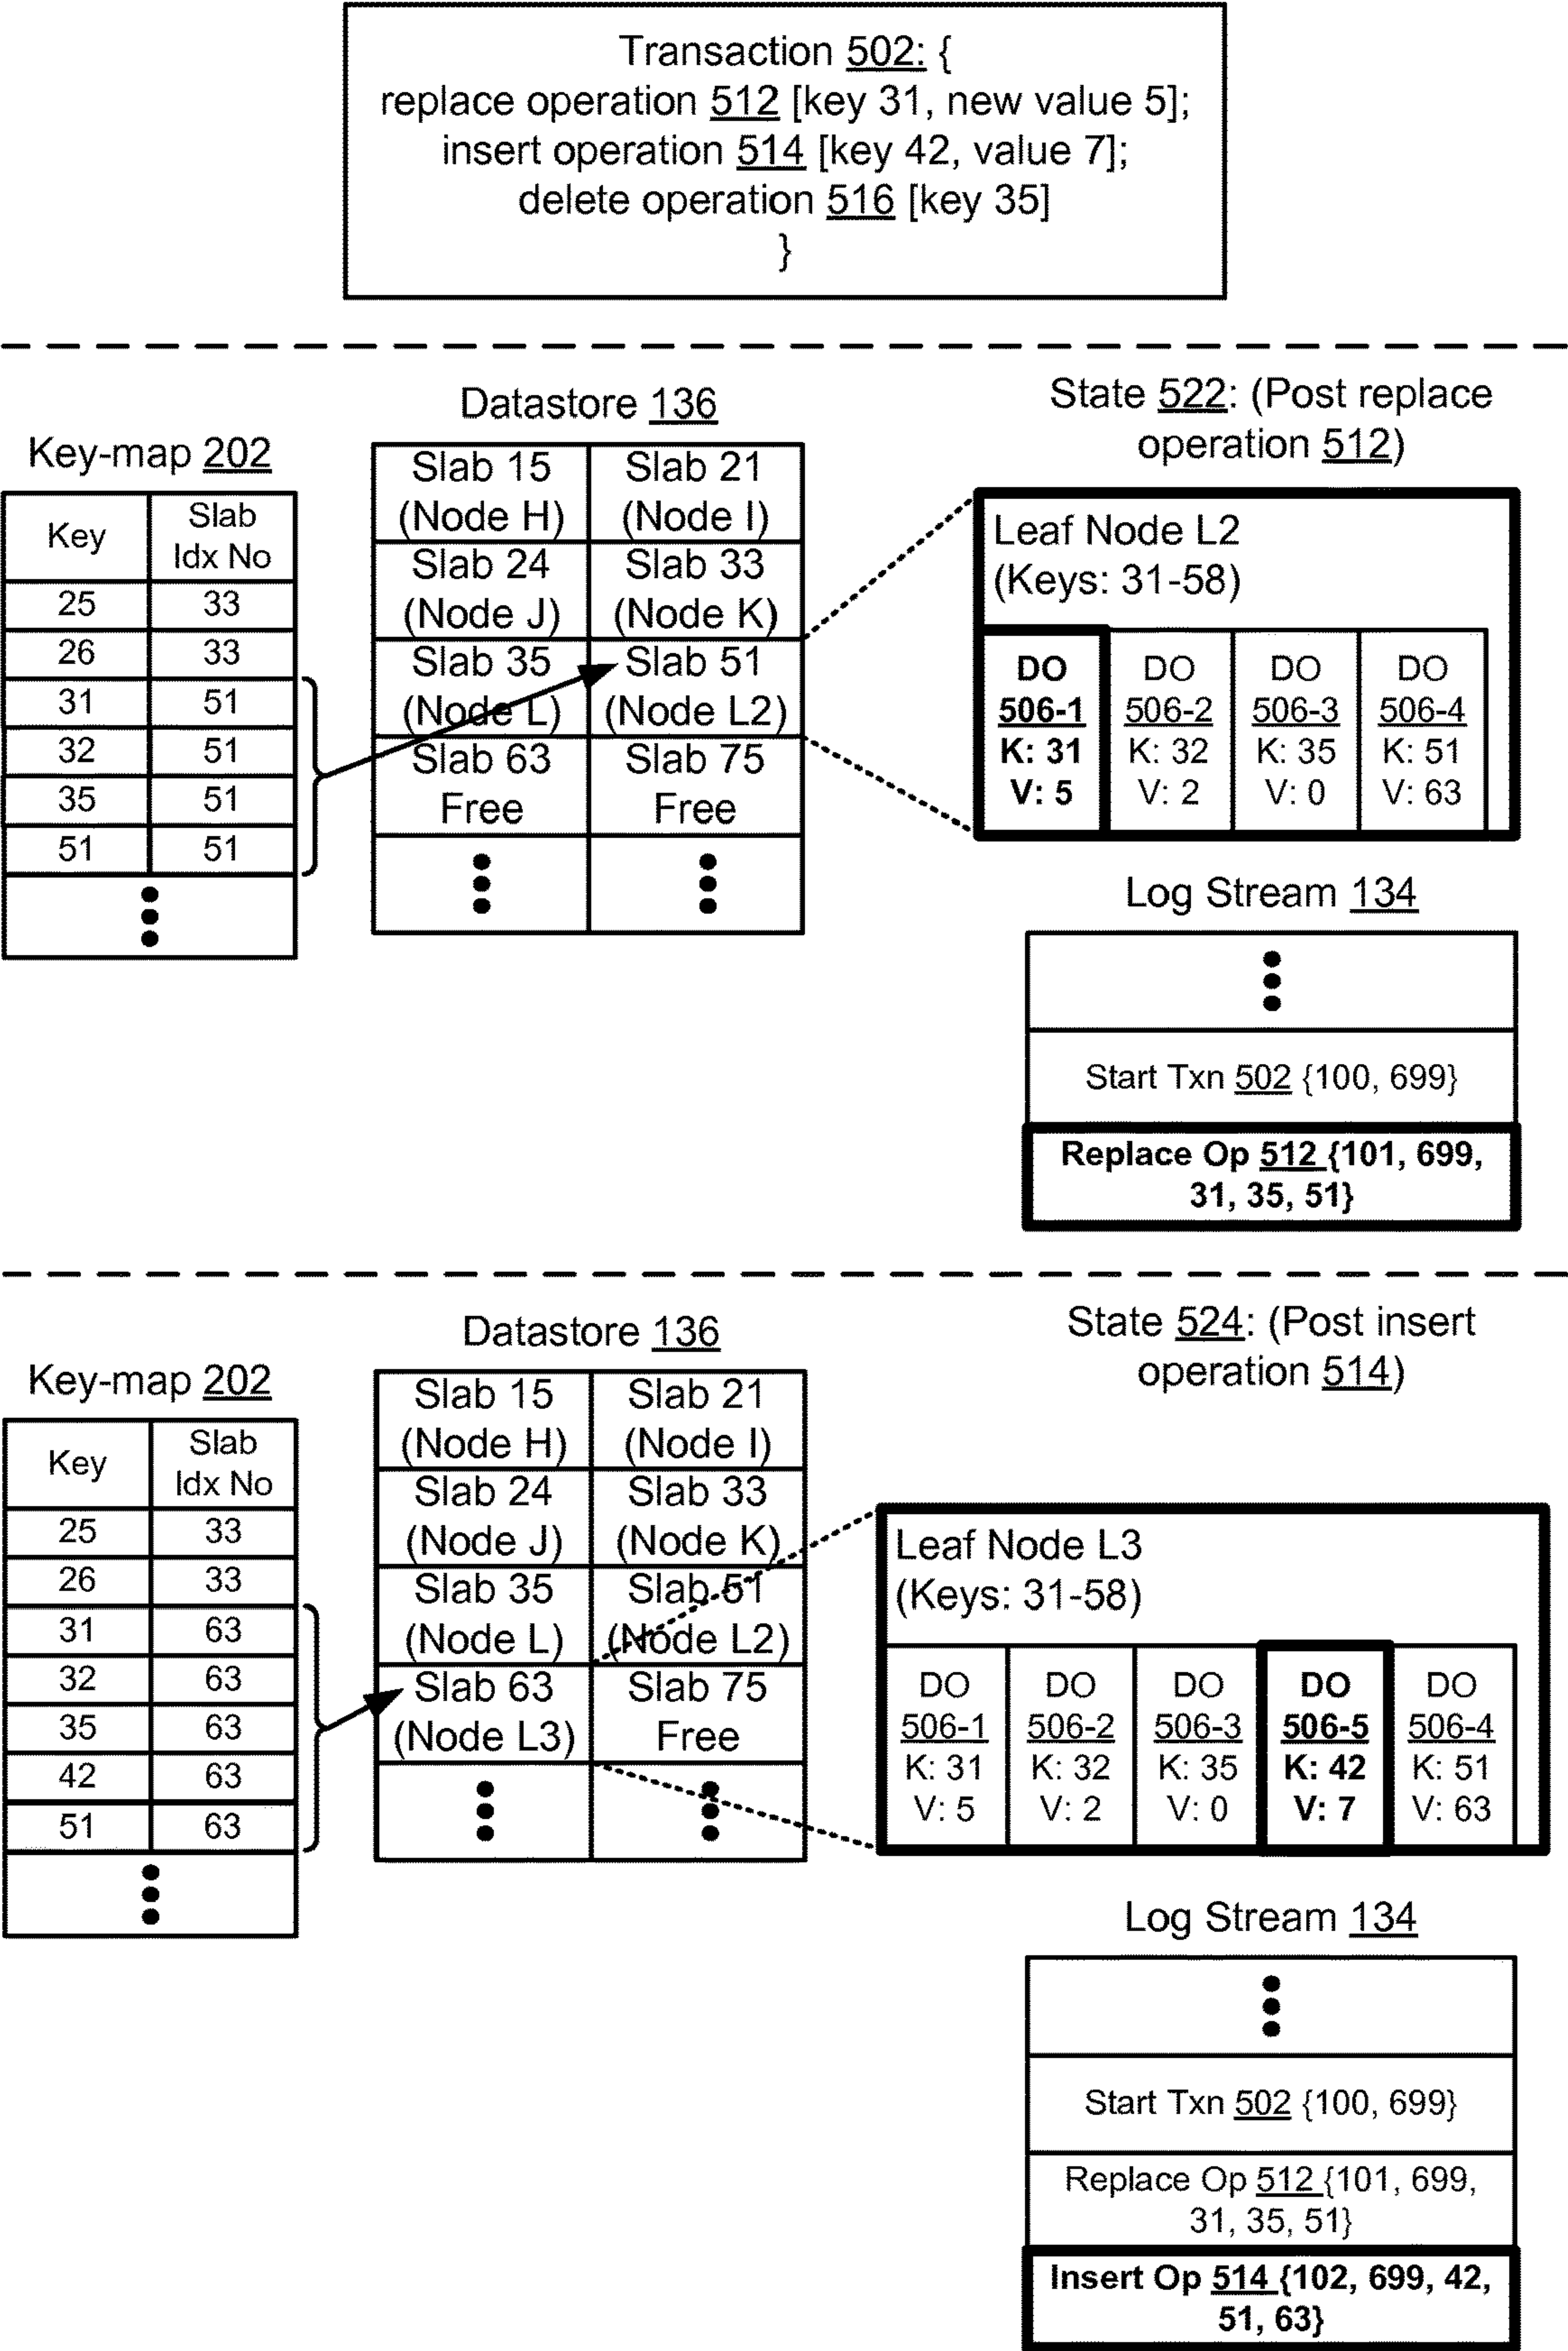 Transaction 502: {
replace operation 512 [key 31, new value 5];
insert operation 514 [key 42, value 7];
delete operation 516 [key 35]
}
Key-map 202
Key
Slab
Idx No
25 33
26 33
31 51
32 51
35 51
51 51
Datastore 136
Slab 15
(Node H)
Slab 21
(Node I)
Slab 24
(Node J)
Slab 33
(Node K)
Slab 35
(Node L)
Slab 51
(Node L2)
Slab 63
Free
Slab 75
Free
State 522: (Post replace
operation 512)
Leaf Node L2
(Keys: 31-58)
DO
506-1
K: 31
V: 5
DO
506-2
K: 32
V: 2
DO
506-3
K: 35
V: 0
DO
506-4
K: 51
V: 63
Log Stream 134
Start Txn 502 {100, 699}
Replace Op 512 {101, 699,
31, 35, 51}
Key-map 202
Key
Slab
Idx No
25 33
26 33
31 63
32 63
35 63
42 63
51 63
Datastore 136
Slab 15
(Node H)
Slab 21
(Node I)
Slab 24
(Node J)
Slab 33
(Node K)
Slab 35
(Node L)
Slab 51
(Node L2)
Slab 63
(Node L3)
Slab 75
Free
State 524: (Post insert
operation 514)
Leaf Node L3
(Keys: 31-58)
DO
506-1
K: 31
V: 5
DO
506-2
K: 32
V: 2
DO
506-3
K: 35
V: 0
DO
506-5
K: 42
V: 7
DO
506-4
K: 51
V: 63
Log Stream 134
Start Txn 502 {100, 699}
Replace Op 512 {101, 699,
31, 35, 51}
Insert Op 514 {102, 699, 42,
51, 63}